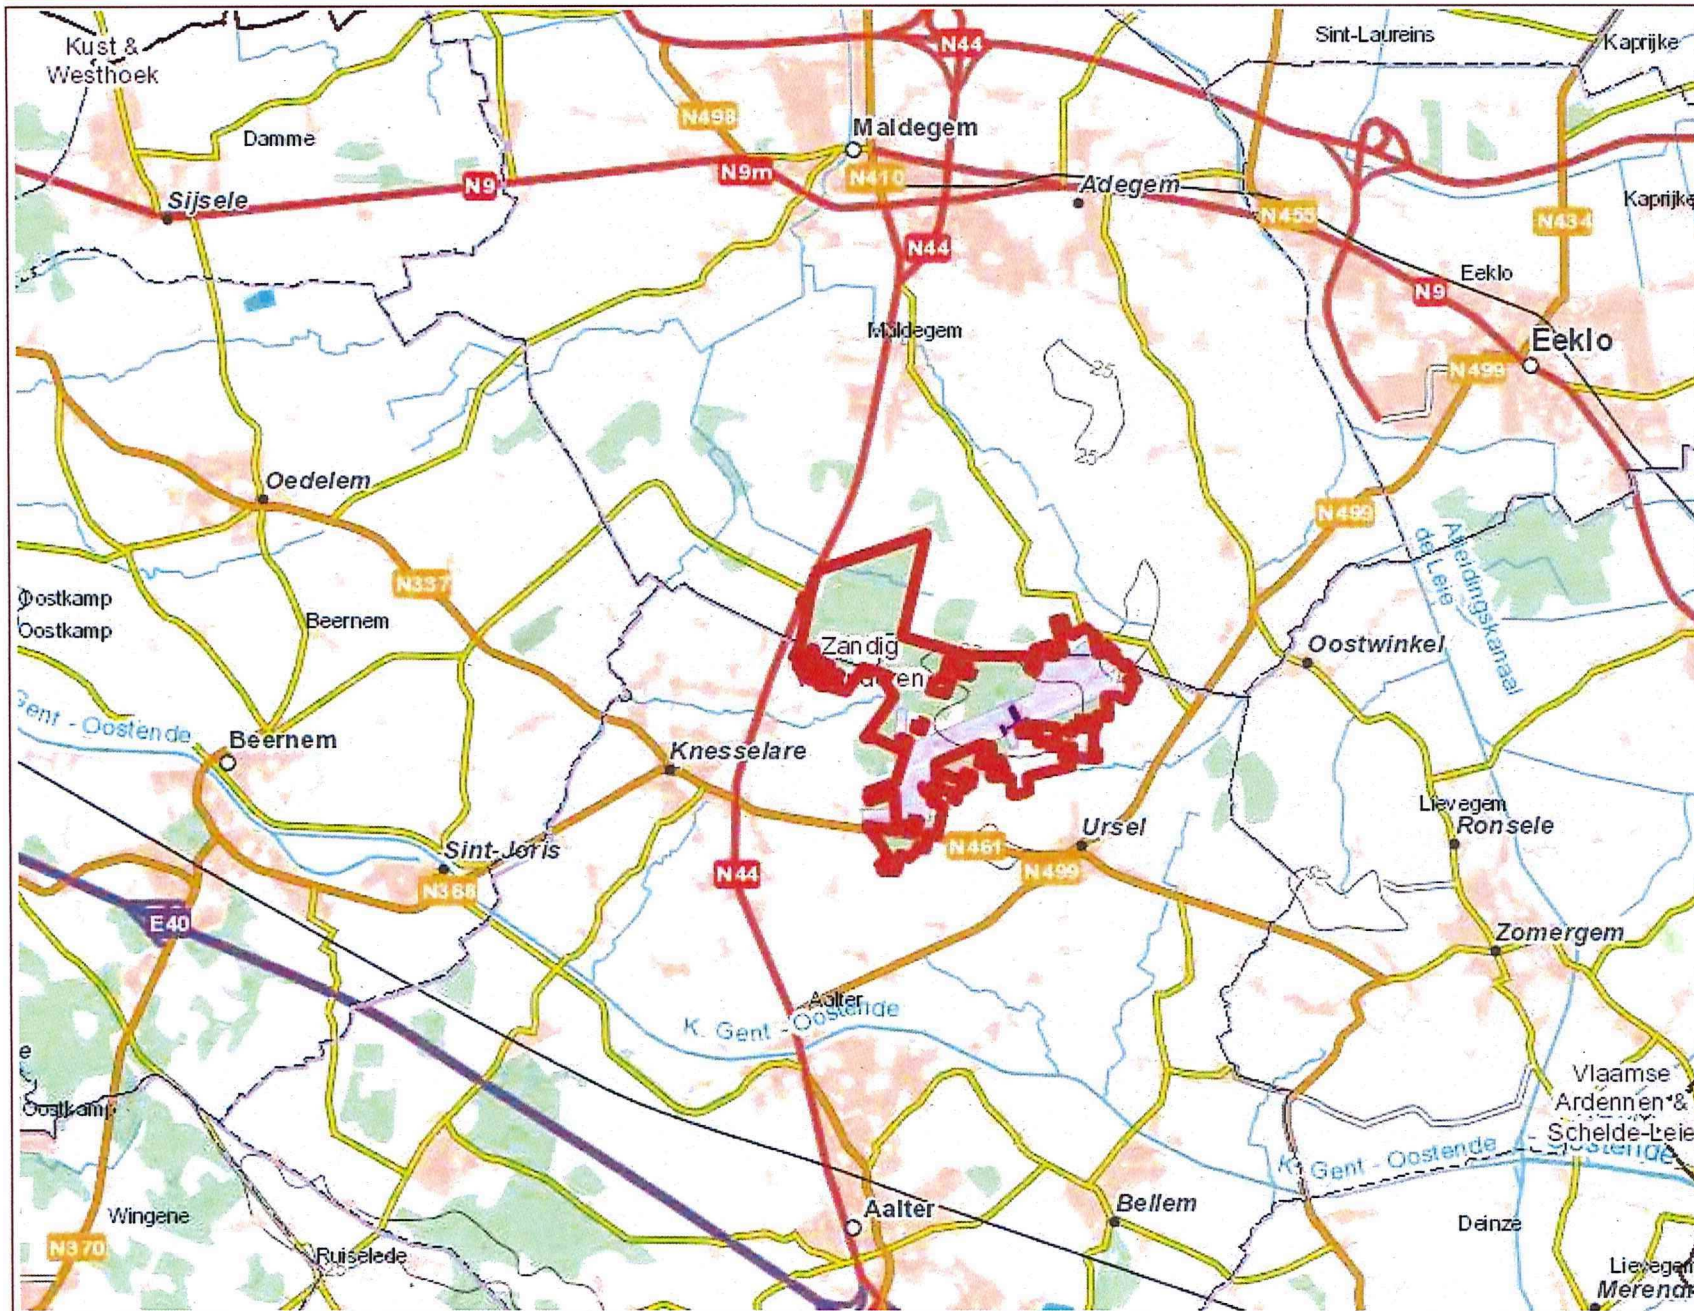 Kust &
Westhoek
N44
Sint-Laureins
Kaprijke
N498
Damme
Maldegem
N9
N9m
N410
Adegem
Sijsele
Kaprijke
N455
N434
N44
Eeklo
N9
Maldegem
Eeklo
25
N499
25
Oedelem
N499
Afleidingskanaal
de Leie
N337
Oostkamp
Beernem
Oostkamp
Zandig
Oostwinkel
Gent - Oostende
Beernem
Knesselare
Lievegem
Ursel
Ronsele
Sint-Joris
N461
N44
N499
N368
E40
Zomergem
Aalter
K. Gent - Oostende
Vlaamse
Ardennen &
Schelde-Leie
Oostkamp
K. Gent - Oostende - Oostende
Wingene
Aalter
Bellem
Deinze
N370
Ruiselede
25